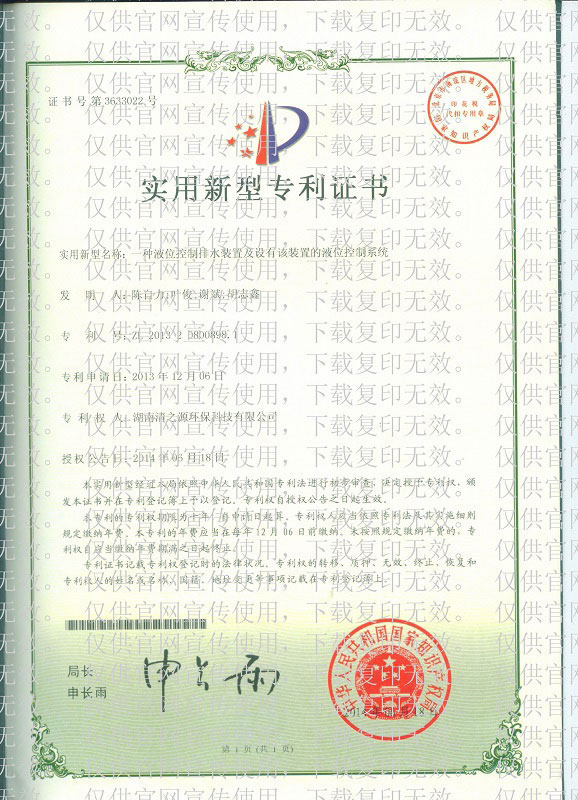 证书号第3633022号
实用新型专利证书
实用新型名称：一种液位控制排水装置及设有该装置的液位控制系统
发 明 人：陈自力;叶俊;谢斌;胡志鑫
专 利 号：ZL 2013 2
专利申请日：2013年12月06日
专 利 权 人：湖南清之源环保科技有限公司
授权公告日：2014年06月18日
本实用新型经过本局依照中华人民共和国专利法进行初步审查，决定授予专利权，颁
发本证书并在专利登记簿上予以登记。专利权自授权公告之日起生效。
本专利的专利权期限为十年，自申请日起算。专利权人应当依照专利法及其实施细则
规定缴纳年费。本专利的年费应当在每年12月06日前缴纳。未按照规定缴纳年费的，专
利权自应当缴纳年费期满之日起终止。
专利证书记载专利权登记时的法律状况。专利权的转移、质押、无效、终止、恢复和
专利权人的姓名或名称、国籍、地址变更等事项记载在专利登记簿上。
局长
申长雨
中华人民共和国国家知识产权局
第 1 页 (共 1 页)
印花税
代扣专用章
仅供官网宣传使用，下载复印无效。